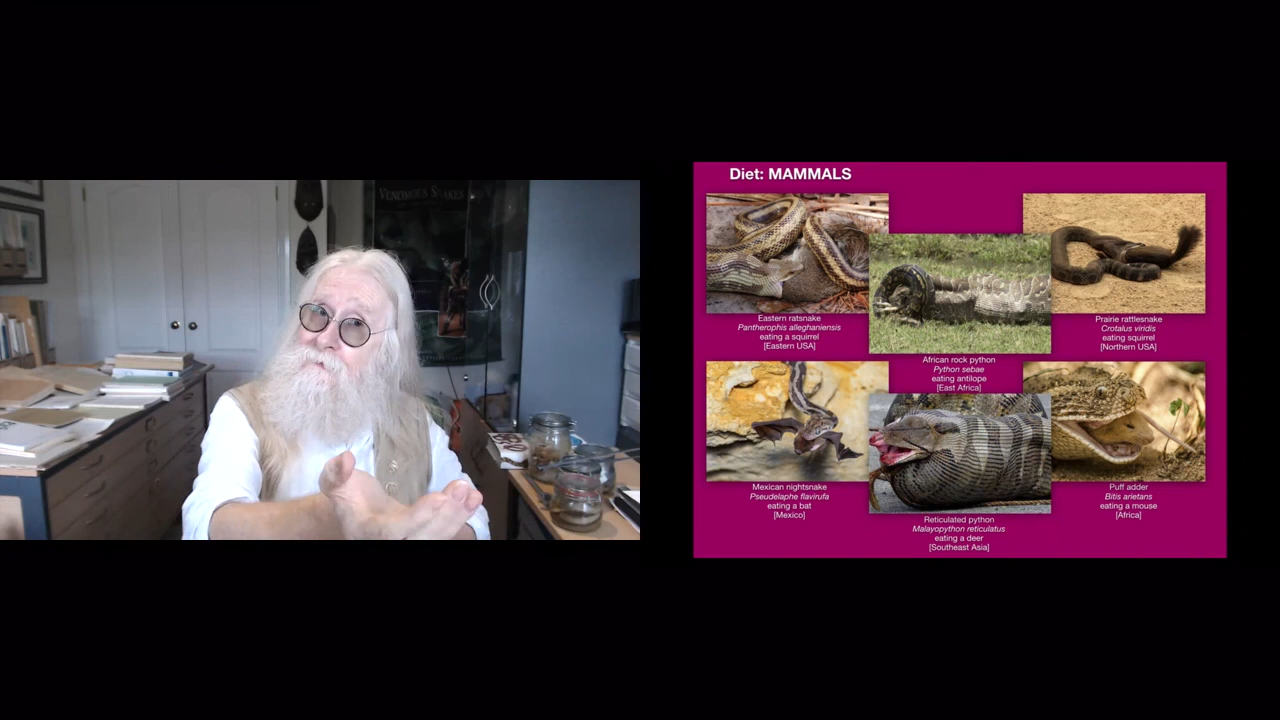 VENOMOUS SNAKES
Diet: MAMMALS
Eastern ratsnake
Pantherophis alleghaniensis
eating a squirrel
[Eastern USA]
African rock python
Python sebae
eating antilope
[East Africa]
Prairie rattlesnake
Crotalus viridis
eating squirrel
[Northern USA]
Mexican nightsnake
Pseudelaphe flavirufa
eating a bat
[Mexico]
Reticulated python
Malayopython reticulatus
eating a deer
[Southeast Asia]
Puff adder
Bitis arietans
eating a mouse
[Africa]